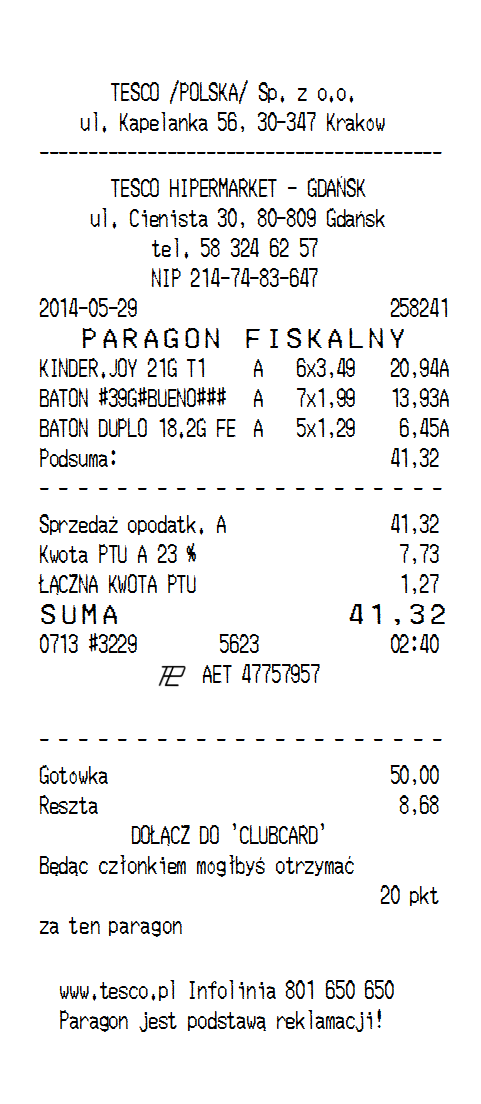 TESCO /POLSKA/ Sp. z o.o.
ul. Kapelanka 56, 30-347 Krakow
TESCO HIPERMARKET - GDAŃSK
ul. Cienista 30, 80-809 Gdańsk
tel. 58 324 62 57
NIP 214-74-83-647
2014-05-29 258241
PARAGON FISKALNY
KINDER.JOY 21G T1 A 6x3,49 20,94A
BATON #39G#BUENO### A 7x1,99 13,93A
BATON DUPLO 18.2G FE A 5x1,29 6,45A
Podsuma: 41,32
Sprzedaż opodatk. A 41,32
Kwota PTU A 23 % 7,73
ŁĄCZNA KWOTA PTU 1,27
SUMA 41,32
0713 #3229 5623 02:40
AET 47757957
Gotowka 50,00
Reszta 8,68
DOŁĄCZ DO 'CLUBCARD'
Będąc członkiem mogłbyś otrzymać
20 pkt
za ten paragon
www.tesco.pl Infolinia 801 650 650
Paragon jest podstawą reklamacji!